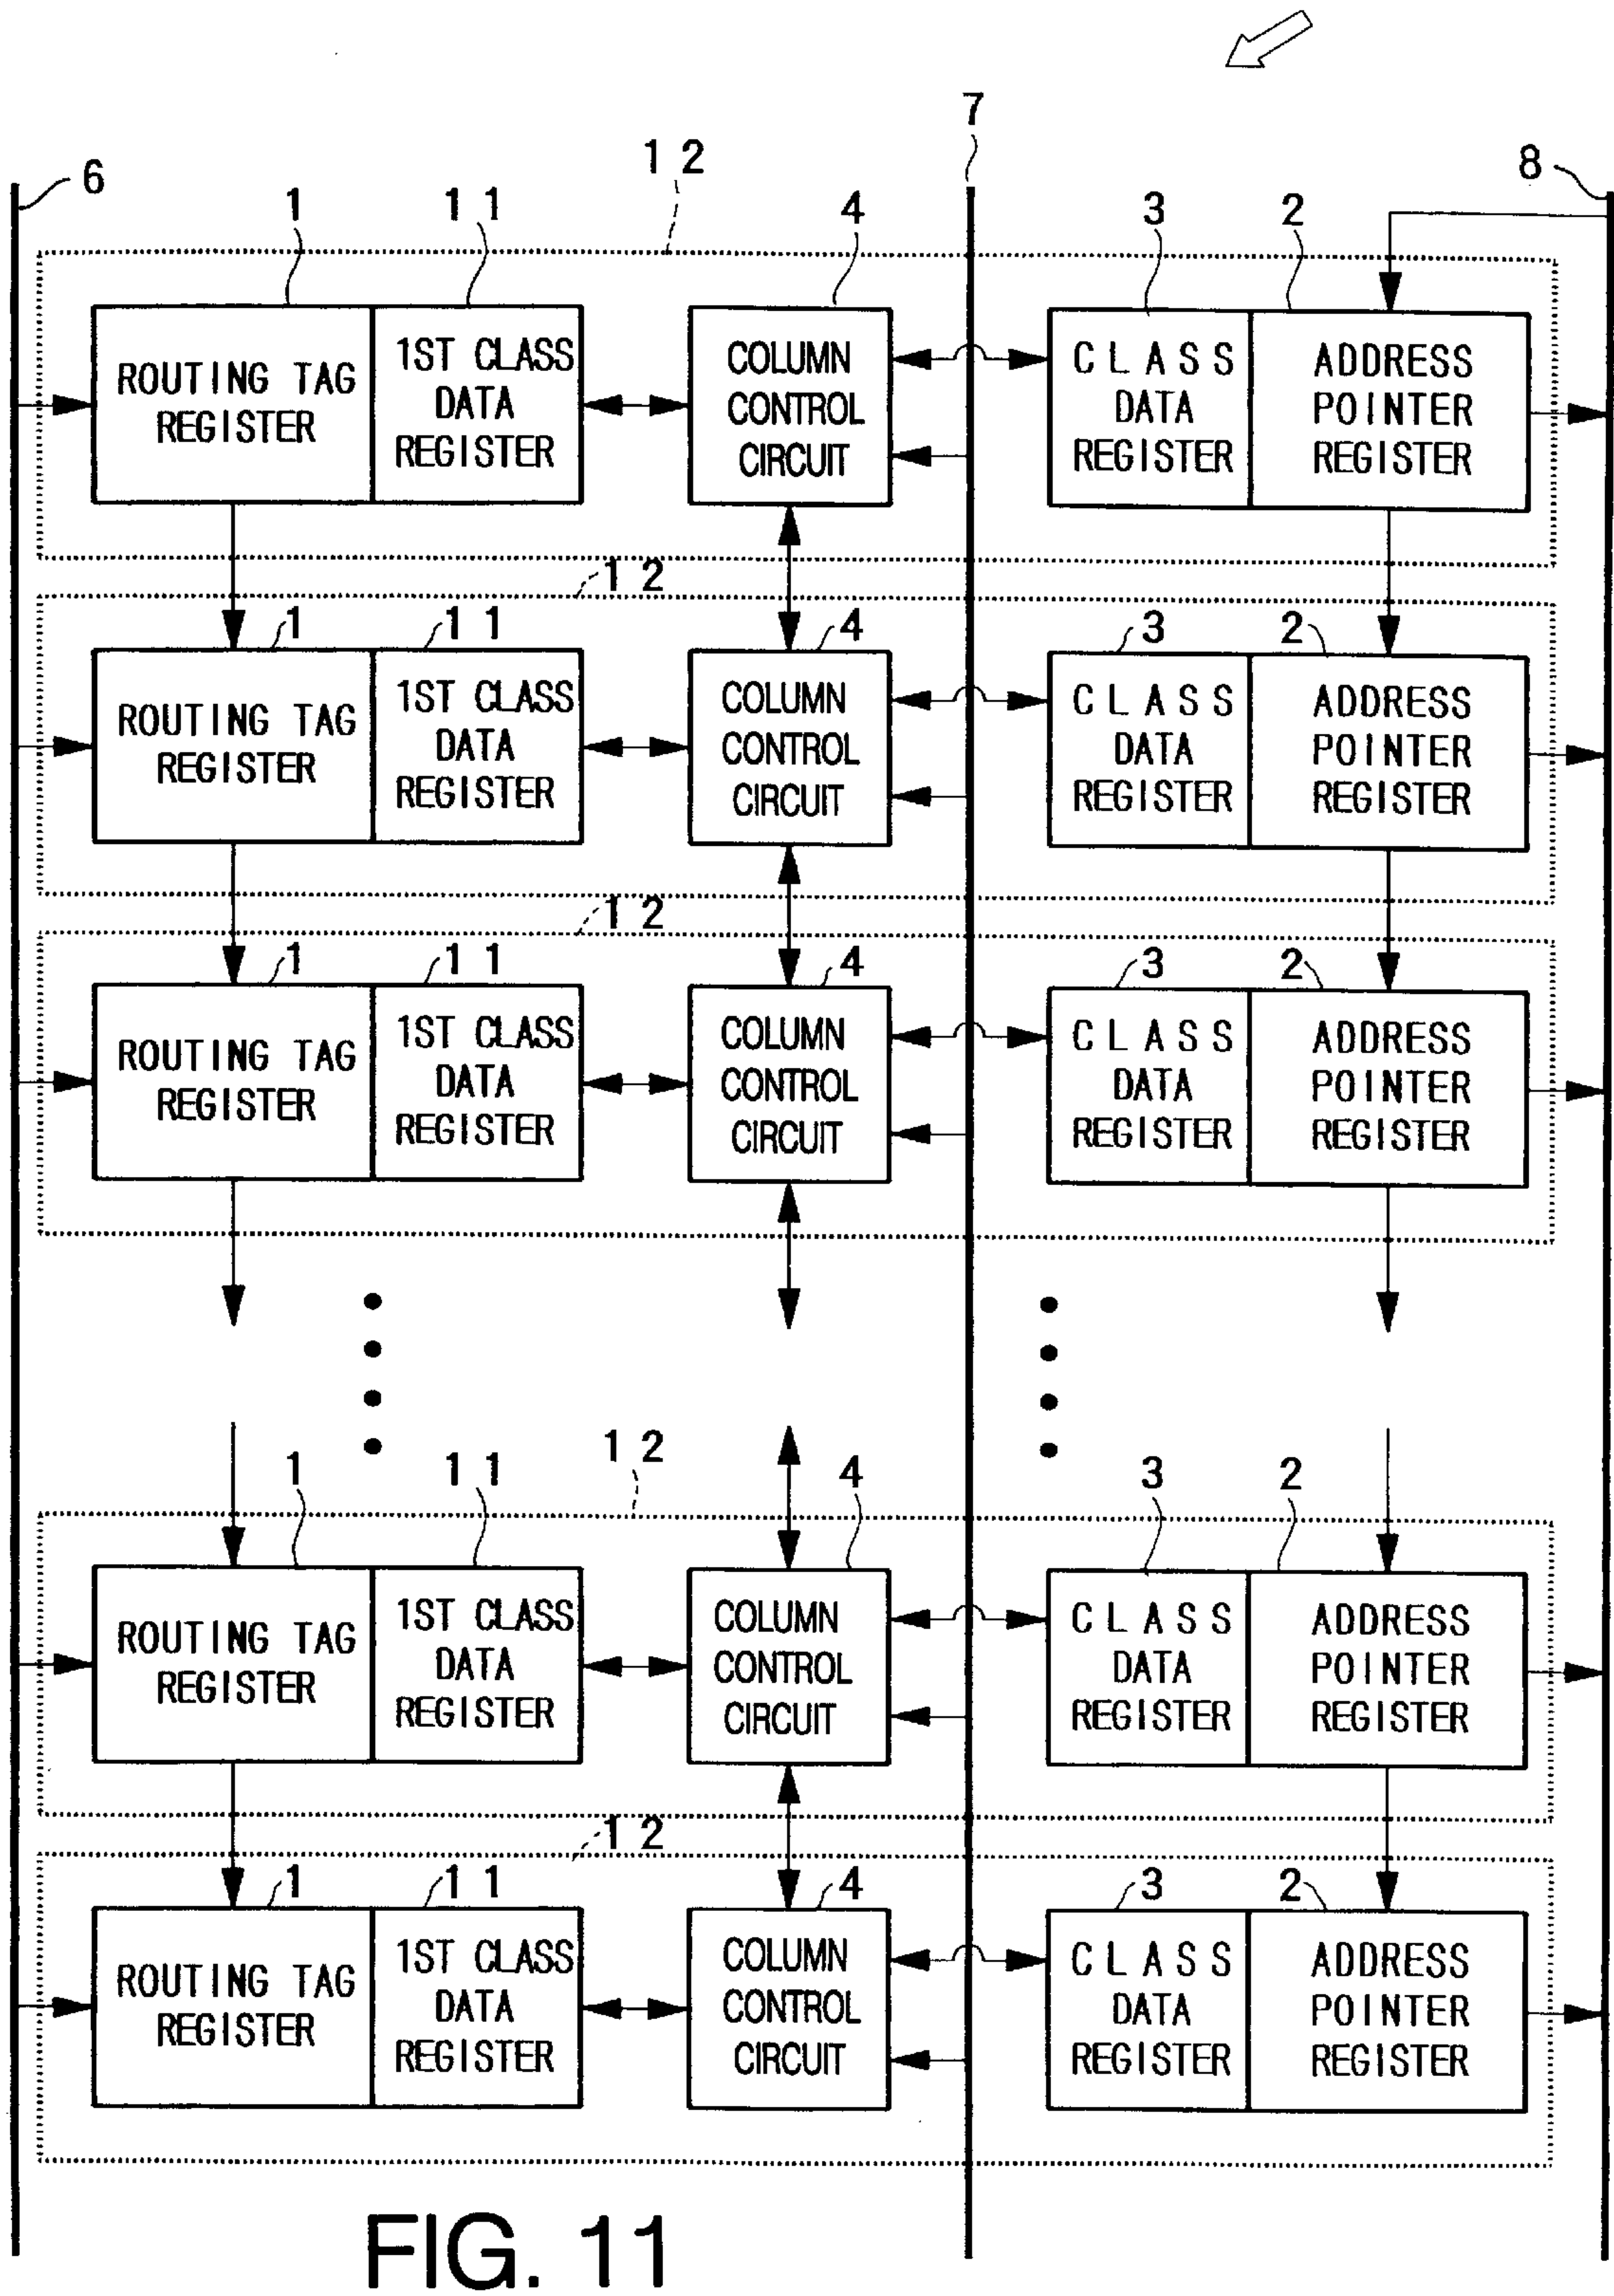 7
6
1 2
8
1
1 1
4
3
2
ROUTING TAG
REGISTER
1ST CLASS
DATA
REGISTER
COLUMN
CONTROL
CIRCUIT
CLASS
DATA
REGISTER
ADDRESS
POINTER
REGISTER
1 2
1
1 1
4
3
2
ROUTING TAG
REGISTER
1ST CLASS
DATA
REGISTER
COLUMN
CONTROL
CIRCUIT
CLASS
DATA
REGISTER
ADDRESS
POINTER
REGISTER
1 2
1
1 1
4
3
2
ROUTING TAG
REGISTER
1ST CLASS
DATA
REGISTER
COLUMN
CONTROL
CIRCUIT
CLASS
DATA
REGISTER
ADDRESS
POINTER
REGISTER
1 2
1
1 1
4
3
2
ROUTING TAG
REGISTER
1ST CLASS
DATA
REGISTER
COLUMN
CONTROL
CIRCUIT
CLASS
DATA
REGISTER
ADDRESS
POINTER
REGISTER
1 2
1
1 1
4
3
2
ROUTING TAG
REGISTER
1ST CLASS
DATA
REGISTER
COLUMN
CONTROL
CIRCUIT
CLASS
DATA
REGISTER
ADDRESS
POINTER
REGISTER
FIG. 11